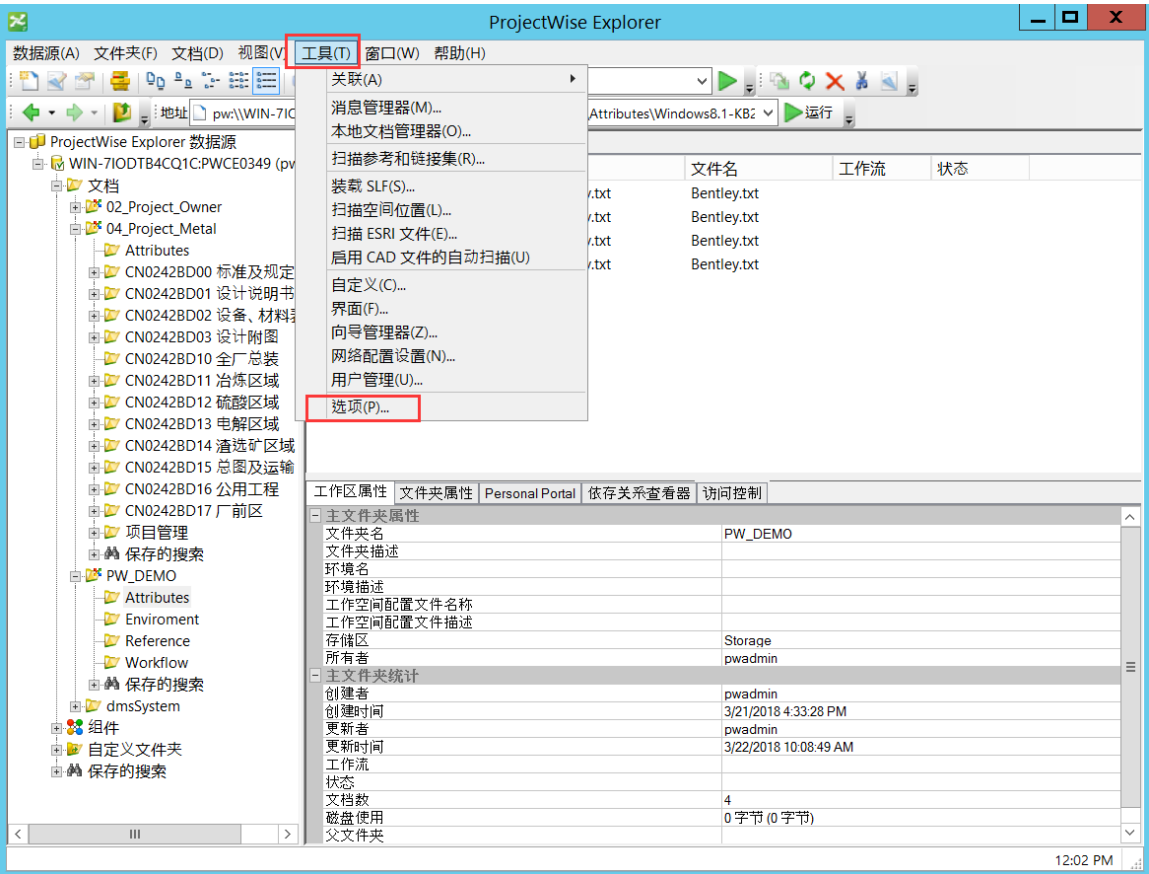 ProjectWise Explorer
数据源(A) 文件夹(F) 文档(D) 视图(V) 工具(T) 窗口(W) 帮助(H)
地址 pw:\\WIN-7IO Attributes\Windows8.1-KB2 运行
关联(A)
消息管理器(M)...
本地文档管理器(O)...
扫描参考和链接集(R)...
装载 SLF(S)...
扫描空间位置(L)...
扫描 ESRI 文件(E)...
启用 CAD 文件的自动扫描(U)
自定义(C)...
界面(F)...
向导管理器(Z)...
网络配置设置(N)...
用户管理(U)...
选项(P)...
ProjectWise Explorer 数据源
WIN-7IODTB4CQ1C:PWCE0349 (pw
文档
02_Project_Owner
04_Project_Metal
Attributes
CN0242BD00 标准及规定
CN0242BD01 设计说明书
CN0242BD02 设备、材料
CN0242BD03 设计附图
CN0242BD10 全厂总装
CN0242BD11 冶炼区域
CN0242BD12 硫酸区域
CN0242BD13 电解区域
CN0242BD14 渣选矿区域
CN0242BD15 总图及运输
CN0242BD16 公用工程
CN0242BD17 厂前区
项目管理
保存的搜索
PW_DEMO
Attributes
Enviroment
Reference
Workflow
保存的搜索
dmsSystem
组件
自定义文件夹
保存的搜索
文件名 工作流 状态
.txt Bentley.txt
.txt Bentley.txt
.txt Bentley.txt
.txt Bentley.txt
工作区属性 文件夹属性 Personal Portal 依存关系查看器 访问控制
主文件夹属性
文件夹名 PW_DEMO
文件夹描述
环境名
环境描述
工作空间配置文件名称
工作空间配置文件描述
存储区 Storage
所有者 pwadmin
主文件夹统计
创建者 pwadmin
创建时间 3/21/2018 4:33:28 PM
更新者 pwadmin
更新时间 3/22/2018 10:08:49 AM
工作流
状态
文档数 4
磁盘使用 0 字节 (0 字节)
父文件夹
12:02 PM